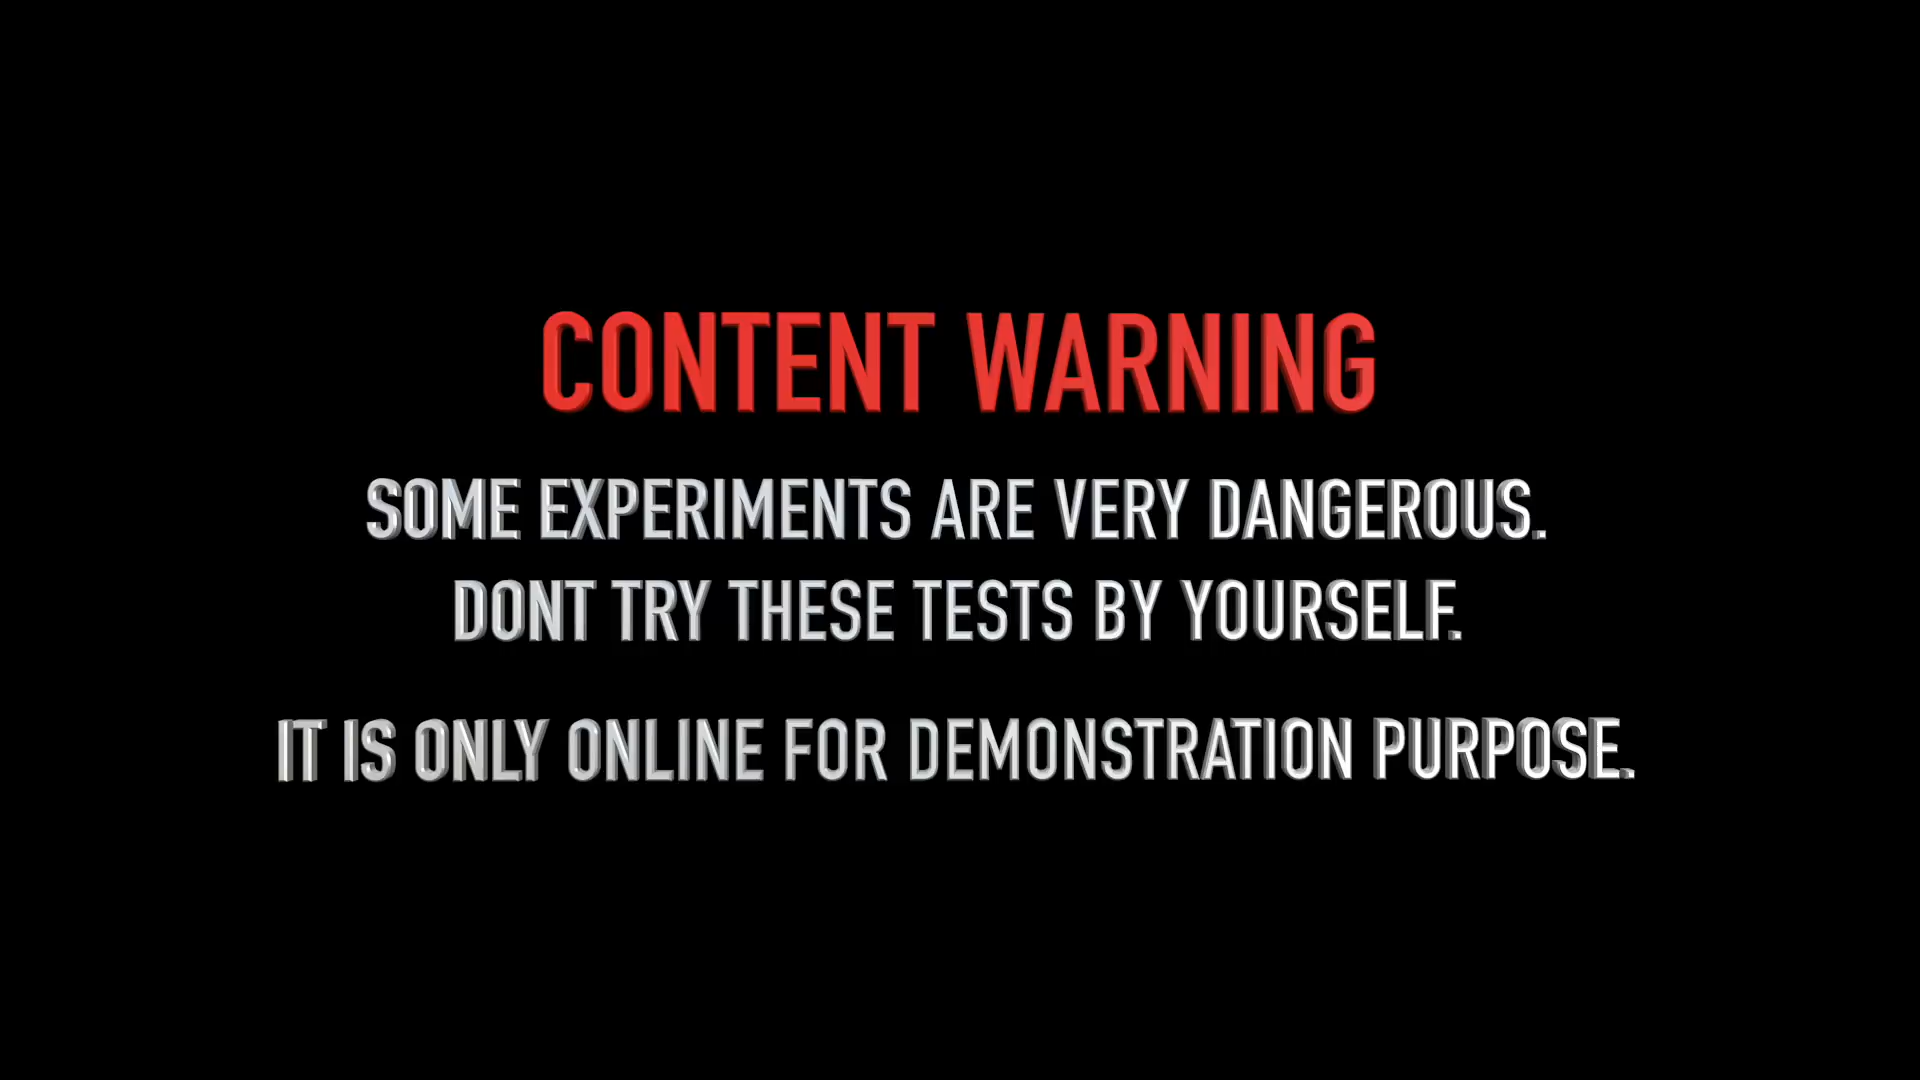 CONTENT WARNING
SOME EXPERIMENTS ARE VERY DANGEROUS.
DONT TRY THESE TESTS BY YOURSELF.
IT IS ONLY ONLINE FOR DEMONSTRATION PURPOSE.